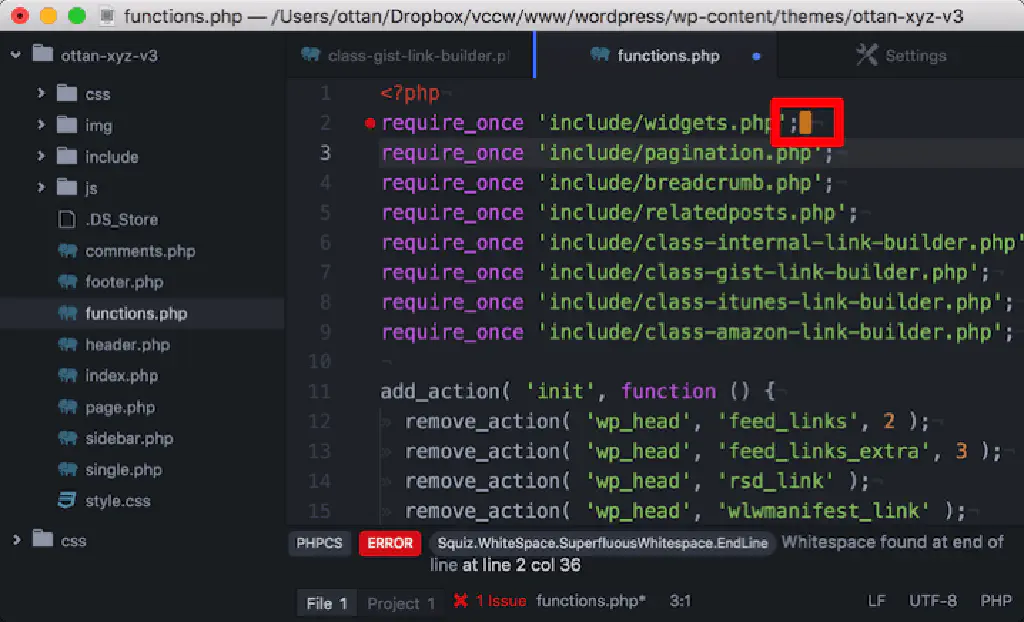 functions.php — /Users/ottan/Dropbox/vccw/www/wordpress/wp-content/themes/ottan-xyz-v3
ottan-xyz-v3
css
img
include
js
.DS_Store
comments.php
footer.php
functions.php
header.php
index.php
page.php
sidebar.php
single.php
style.css
css
class-gist-link-builder.p
functions.php
Settings
1 <?php
2 require_once 'include/widgets.php';
3 require_once 'include/pagination.php';
4 require_once 'include/breadcrumb.php';
5 require_once 'include/relatedposts.php';
6 require_once 'include/class-internal-link-builder.php'
7 require_once 'include/class-gist-link-builder.php';
8 require_once 'include/class-itunes-link-builder.php';
9 require_once 'include/class-amazon-link-builder.php';
10
11 add_action( 'init', function () {
12 remove_action( 'wp_head', 'feed_links', 2 );
13 remove_action( 'wp_head', 'feed_links_extra', 3 );
14 remove_action( 'wp_head', 'rsd_link' );
15 remove_action( 'wp_head', 'wlwmanifest_link' );
PHPCS ERROR Squiz.WhiteSpace.SuperfluousWhitespace.EndLine Whitespace found at end of
line at line 2 col 36
File 1 Project 1 1 Issue functions.php* 3:1 LF UTF-8 PHP